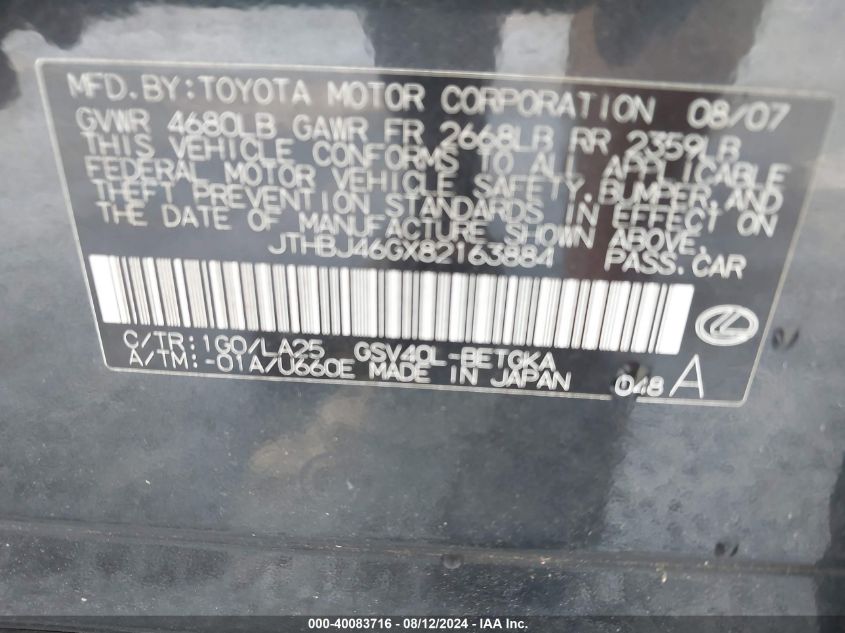 MFD. BY: TOYOTA MOTOR CORPORATION 08/07
GVWR 4680LB GAWR FR 2668LB RR 2359LB
THIS VEHICLE CONFORMS TO ALL APPLICABLE
FEDERAL MOTOR VEHICLE SAFETY, BUMPER, AND
THEFT PREVENTION STANDARDS IN EFFECT ON
THE DATE OF MANUFACTURE SHOWN ABOVE.
JTHBJ46GX82163884 PASS. CAR
C/TR: 1G0/LA25 GSV40L-BETGKA
A/TM: -01A/U660E MADE IN JAPAN 048 A
000-40083716 - 08/12/2024 - IAA Inc.